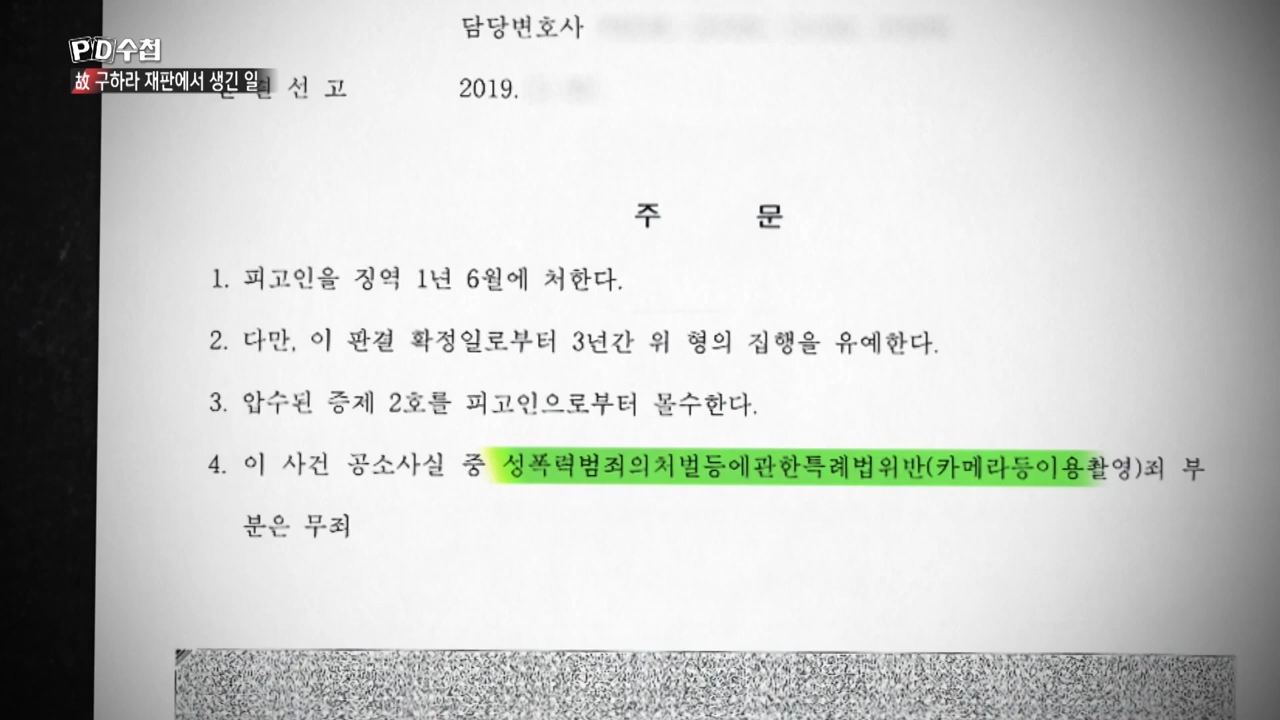 PD수첩
故 구하라 재판에서 생긴 일
담당변호사
판결선고 2019.
주 문
1. 피고인을 징역 1년 6월에 처한다.
2. 다만, 이 판결 확정일로부터 3년간 위 형의 집행을 유예한다.
3. 압수된 증제 2호를 피고인으로부터 몰수한다.
4. 이 사건 공소사실 중 성폭력범죄의처벌등에관한특례법위반(카메라등이용촬영)죄 부
분은 무죄